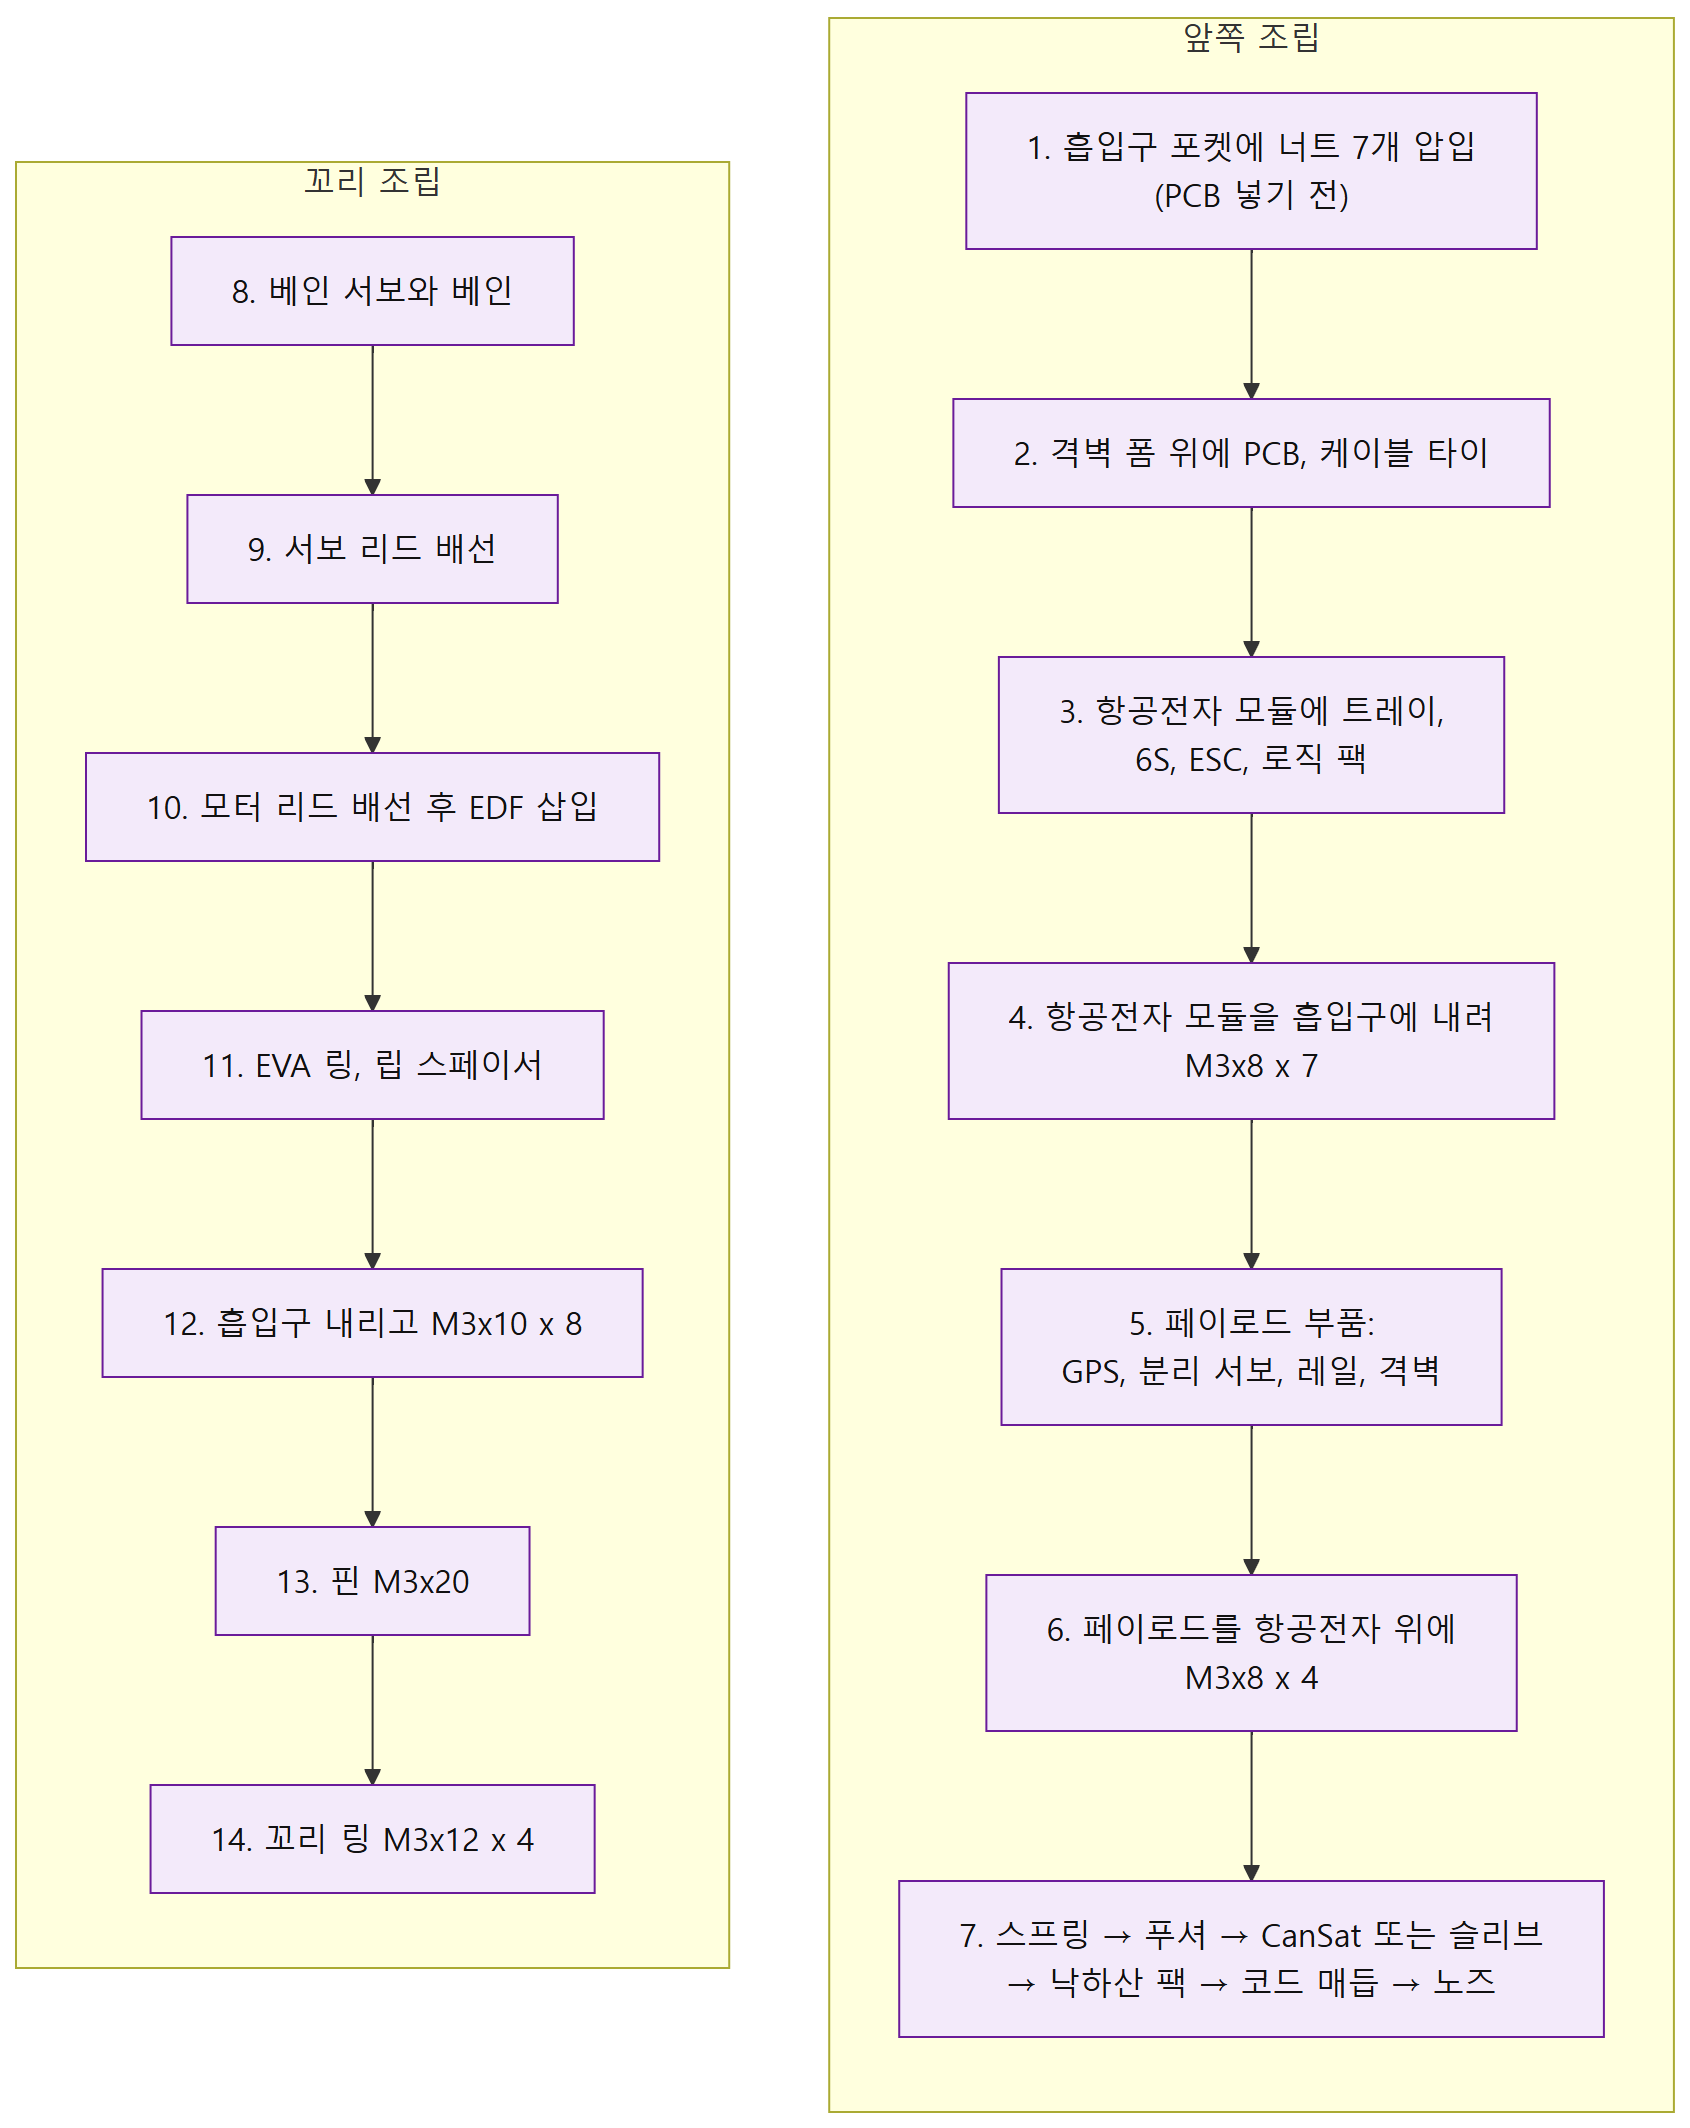 앞쪽 조립
1. 흡입구 포켓에 너트 7개 압입
(PCB 넣기 전)
2. 격벽 폼 위에 PCB, 케이블 타이
3. 항공전자 모듈에 트레이,
6S, ESC, 로직 팩
4. 항공전자 모듈을 흡입구에 내려
M3x8 x 7
5. 페이로드 부품:
GPS, 분리 서보, 레일, 격벽
6. 페이로드를 항공전자 위에
M3x8 x 4
7. 스프링 → 푸셔 → CanSat 또는 슬리브
→ 낙하산 팩 → 코드 매듭 → 노즈
꼬리 조립
8. 베인 서보와 베인
9. 서보 리드 배선
10. 모터 리드 배선 후 EDF 삽입
11. EVA 링, 립 스페이서
12. 흡입구 내리고 M3x10 x 8
13. 핀 M3x20
14. 꼬리 링 M3x12 x 4